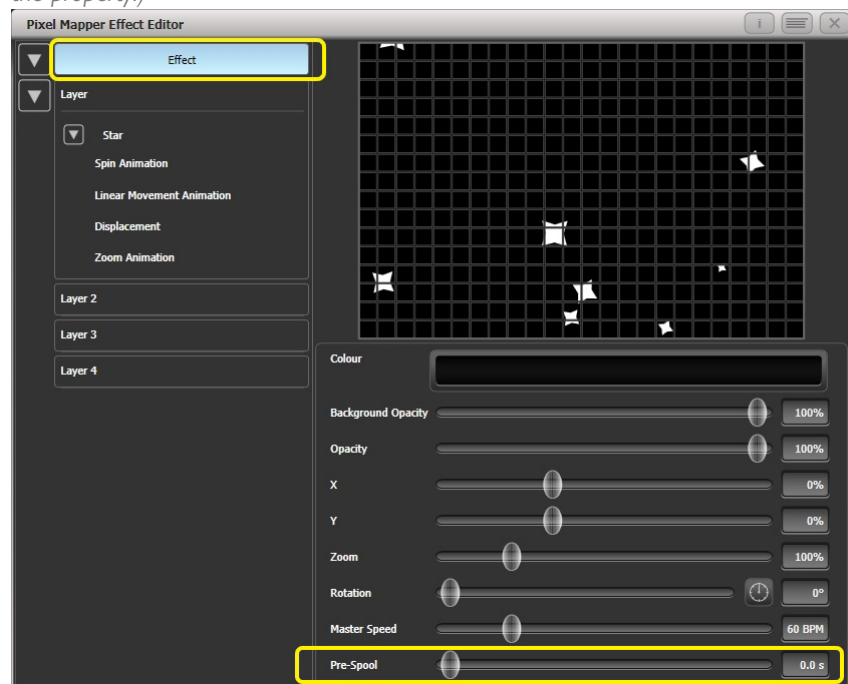 the property.)
Pixel Mapper Effect Editor
i
Effect
Layer
Star
Spin Animation
Linear Movement Animation
Displacement
Zoom Animation
Layer 2
Layer 3
Layer 4
Colour
Background Opacity 100%
Opacity 100%
X 0%
Y 0%
Zoom 100%
Rotation 0°
Master Speed 60 BPM
Pre-Spool 0.0 s